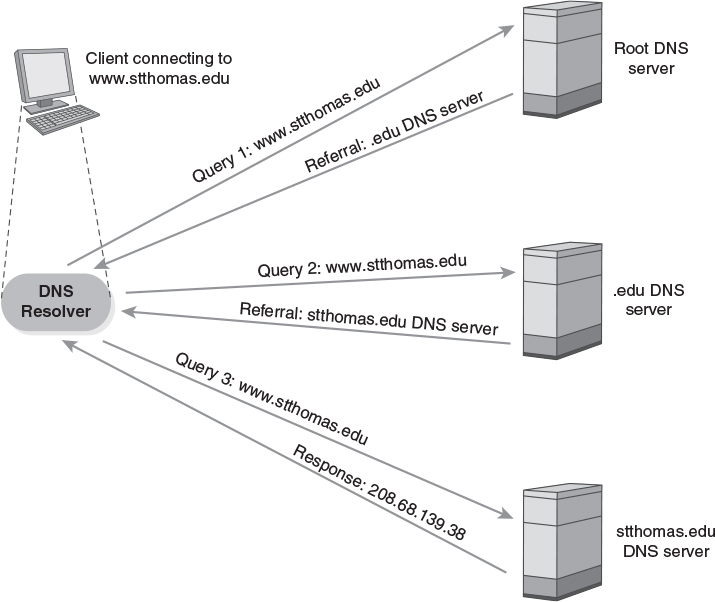 Client connecting to
www.stthomas.edu
Root DNS
server
Query 1: www.stthomas.edu
Referral: .edu DNS server
DNS
Resolver
Query 2: www.stthomas.edu
Referral: stthomas.edu DNS server
.edu DNS
server
Query 3: www.stthomas.edu
Response: 208.68.139.38
stthomas.edu
DNS server